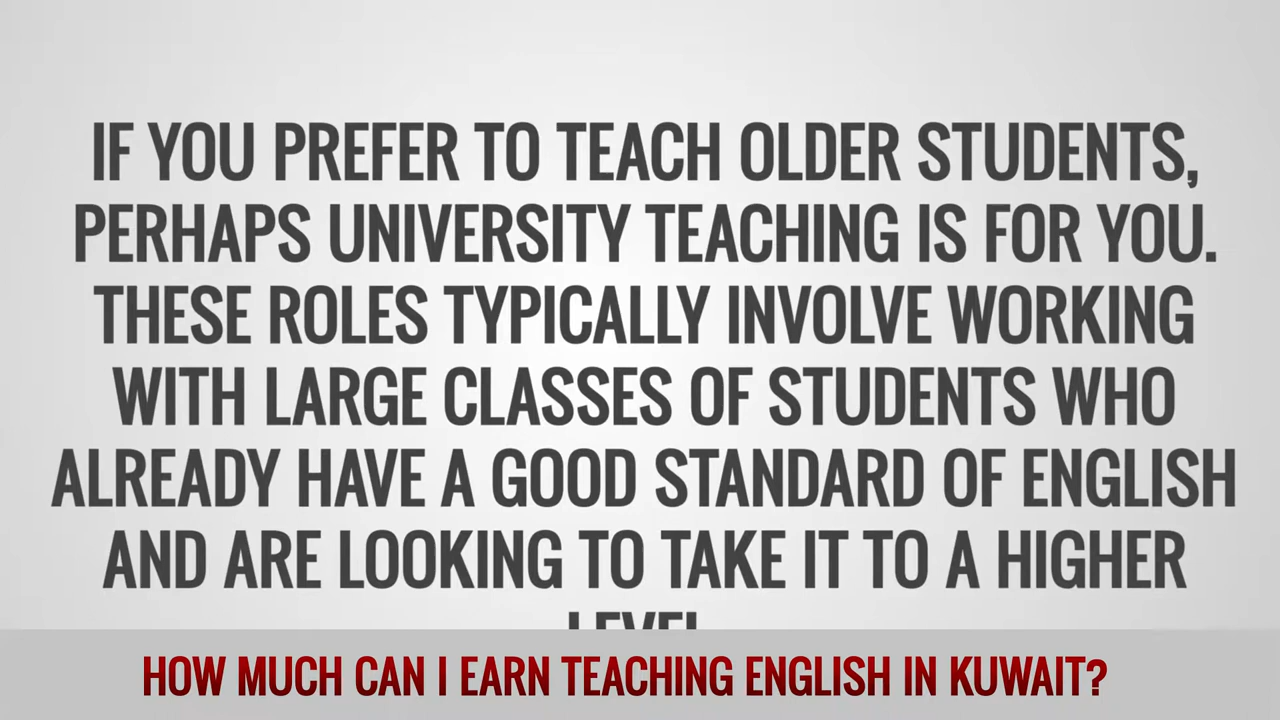 IF YOU PREFER TO TEACH OLDER STUDENTS,
PERHAPS UNIVERSITY TEACHING IS FOR YOU.
THESE ROLES TYPICALLY INVOLVE WORKING
WITH LARGE CLASSES OF STUDENTS WHO
ALREADY HAVE A GOOD STANDARD OF ENGLISH
AND ARE LOOKING TO TAKE IT TO A HIGHER
LEVEL
HOW MUCH CAN I EARN TEACHING ENGLISH IN KUWAIT?